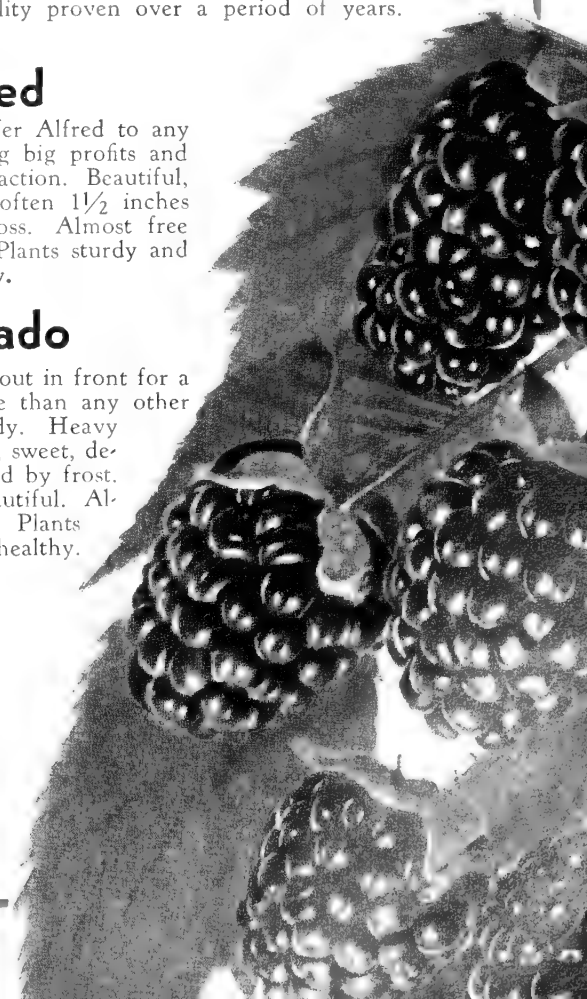 lity proven over a period of years.
ed
fer Alfred to any
g big profits and
action. Beautiful,
often 1½ inches
oss. Almost free
Plants sturdy and
y.
ado
out in front for a
e than any other
dy. Heavy
sweet, de-
d by frost.
utiful. Al-
Plants
healthy.